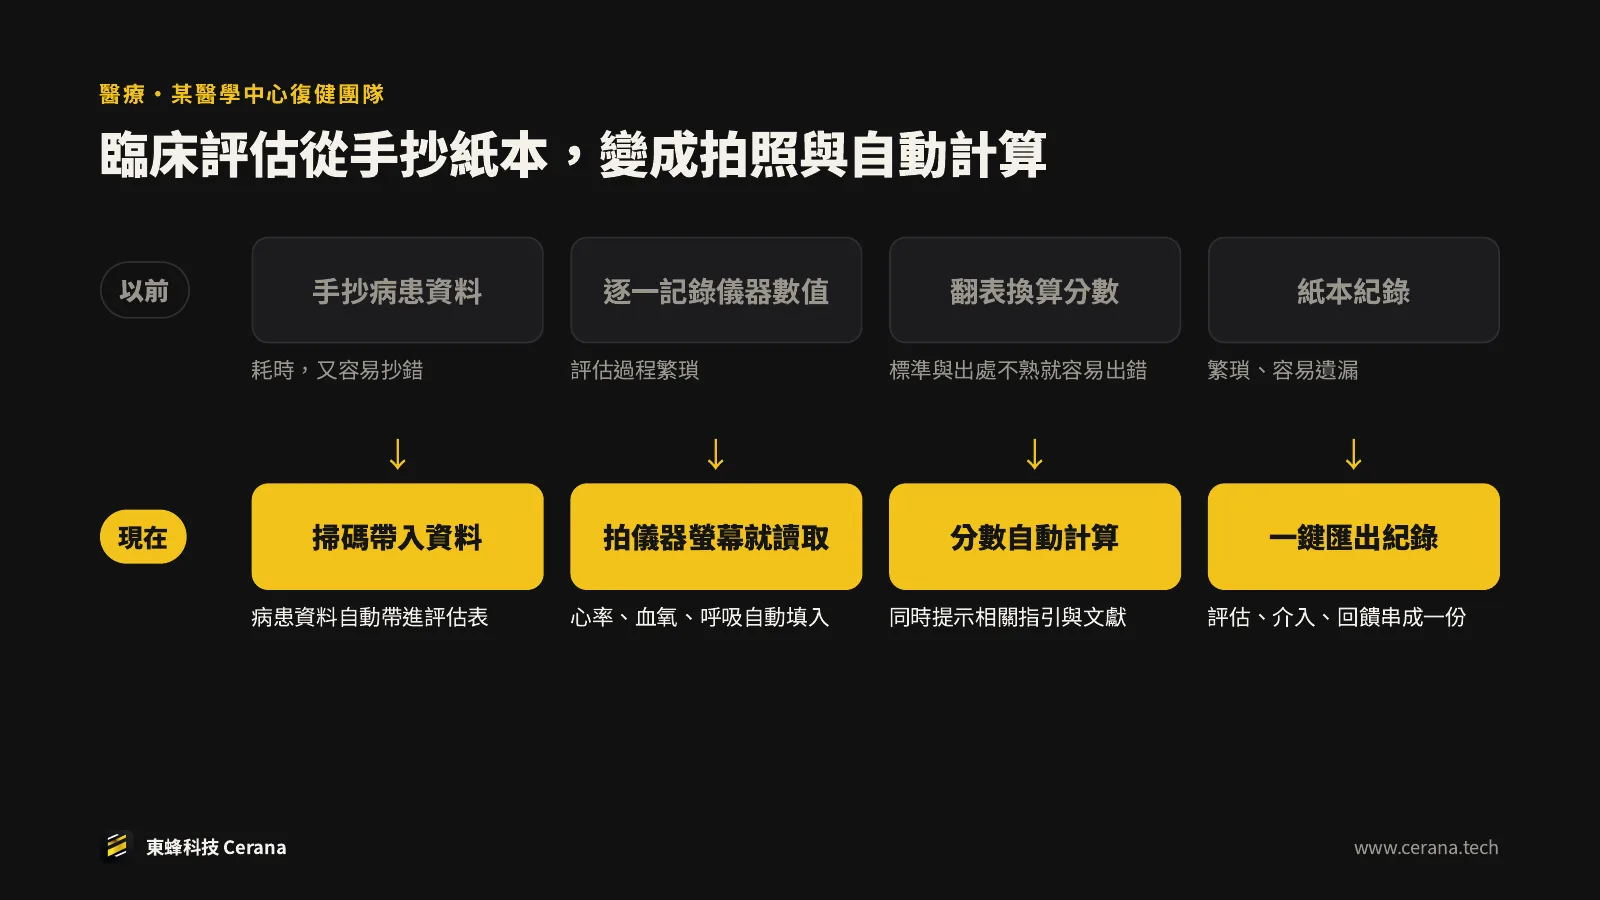 醫療・某醫學中心復健團隊
臨床評估從手抄紙本，變成拍照與自動計算
以前
手抄病患資料
逐一記錄儀器數值
翻表換算分數
紙本紀錄
耗時，又容易抄錯
評估過程繁瑣
標準與出處不熟就容易出錯
繁瑣、容易遺漏
↓ ↓ ↓ ↓
現在
掃碼帶入資料
拍儀器螢幕就讀取
分數自動計算
一鍵匯出紀錄
病患資料自動帶進評估表
心率、血氧、呼吸自動填入
同時提示相關指引與文獻
評估、介入、回饋串成一份
東蜂科技 Cerana
www.cerana.tech